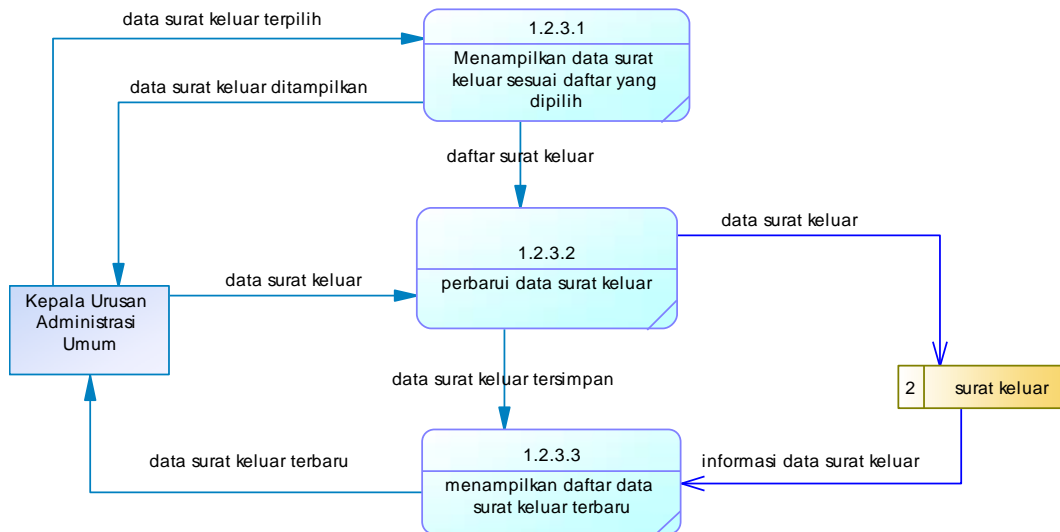 data surat keluar terpilih
1.2.3.1
Menampilkan data surat
keluar sesuai daftar yang
dipilih
data surat keluar ditampilkan
daftar surat keluar
data surat keluar
1.2.3.2
perbarui data surat keluar
data surat keluar
Kepala Urusan
Administrasi
Umum
data surat keluar tersimpan
2
surat keluar
data surat keluar terbaru
1.2.3.3
menampilkan daftar data
surat keluar terbaru
informasi data surat keluar